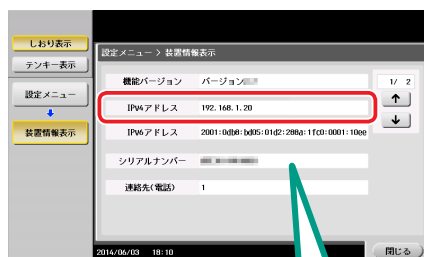 しおり表示
テンキー表示
設定メニュー
装置情報表示
設定メニュー > 装置情報表示
機能バージョン バージョン
1/ 2
IPv4アドレス 192.168.1.20
IPv6アドレス 2001:0db8:bd05:01d2:288a:1fc0:0001:10ee
シリアルナンバー
連絡先(電話) 1
2014/06/03 18:10
閉じる